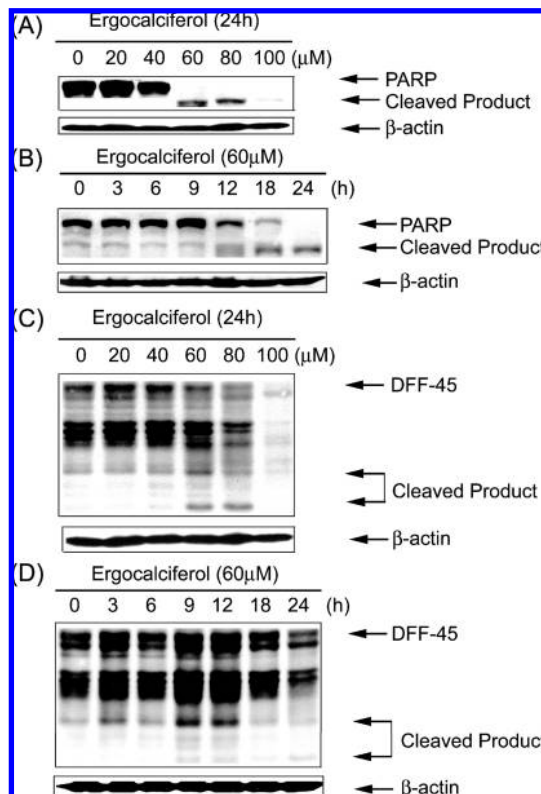 (A) Ergocalciferol (24h)
0 20 40 60 80 100 (μM)
PARP
Cleaved Product
β-actin
(B) Ergocalciferol (60μM)
0 3 6 9 12 18 24 (h)
PARP
Cleaved Product
β-actin
(C) Ergocalciferol (24h)
0 20 40 60 80 100 (μM)
DFF-45
Cleaved Product
β-actin
(D) Ergocalciferol (60μM)
0 3 6 9 12 18 24 (h)
DFF-45
Cleaved Product
β-actin